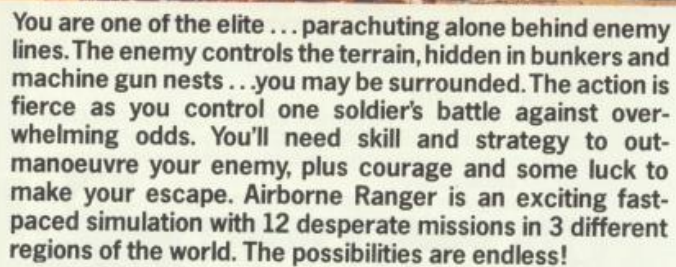 You are one of the elite ... parachuting alone behind enemy
lines. The enemy controls the terrain, hidden in bunkers and
machine gun nests ...you may be surrounded. The action is
fierce as you control one soldier's battle against over-
whelming odds. You'll need skill and strategy to out-
manoeuvre your enemy, plus courage and some luck to
make your escape. Airborne Ranger is an exciting fast-
paced simulation with 12 desperate missions in 3 different
regions of the world. The possibilities are endless!